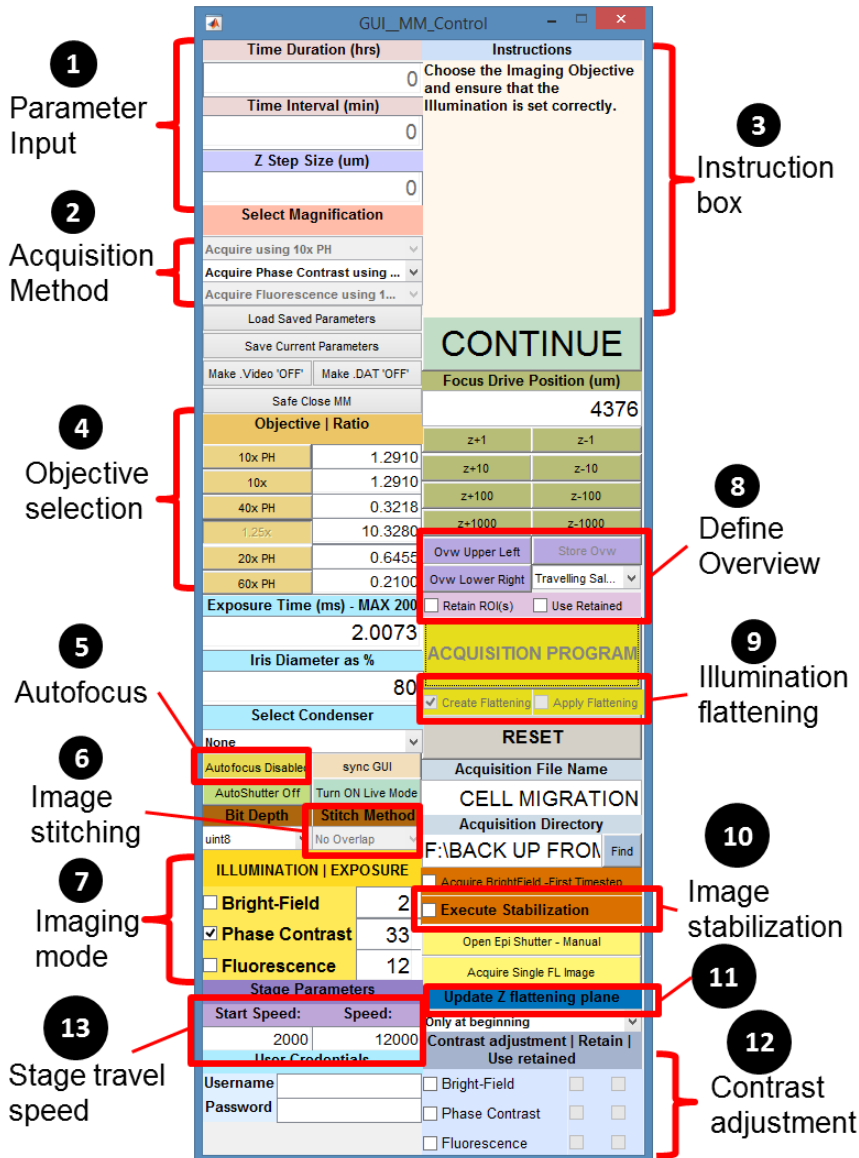 GUI__MM_Control
1
Parameter
Input
2
Acquisition
Method
4
Objective
selection
5
Autofocus
6
Image
stitching
7
Imaging
mode
13
Stage travel
speed
Time Duration (hrs)
0
Time Interval (min)
0
Z Step Size (um)
0
Select Magnification
Acquire using 10x PH
Acquire Phase Contrast using ...
Acquire Fluorescence using 1...
Load Saved Parameters
Save Current Parameters
Make .Video 'OFF' Make .DAT 'OFF'
Safe Close MM
Objective | Ratio
10x PH 1.2910
10x 1.2910
40x PH 0.3218
1.25x 10.3280
20x PH 0.6455
60x PH 0.2100
Exposure Time (ms) - MAX 200
2.0073
Iris Diameter as %
80
Select Condenser
None
Autofocus Disabled sync GUI
AutoShutter Off Turn ON Live Mode
Bit Depth Stitch Method
uint8 No Overlap
ILLUMINATION | EXPOSURE
Bright-Field 2
Phase Contrast 33
Fluorescence 12
Stage Parameters
Start Speed: Speed:
2000 12000
User Credentials
Username
Password
Instructions
Choose the Imaging Objective
and ensure that the
Illumination is set correctly.
CONTINUE
Focus Drive Position (um)
4376
z+1 z-1
z+10 z-10
z+100 z-100
z+1000 z-1000
Ovw Upper Left Store Ovw
Ovw Lower Right Travelling Sal...
Retain ROI(s) Use Retained
ACQUISITION PROGRAM
Create Flattening Apply Flattening
RESET
Acquisition File Name
CELL MIGRATION
Acquisition Directory
F:\BACK UP FROM Find
Acquire BrightField -First Timestep
Execute Stabilization
Open Epi Shutter - Manual
Acquire Single FL Image
Update Z flattening plane
Only at beginning
Contrast adjustment | Retain |
Use retained
Bright-Field
Phase Contrast
Fluorescence
3
Instruction
box
8
Define
Overview
9
Illumination
flattening
10
Image
stabilization
11
12
Contrast
adjustment